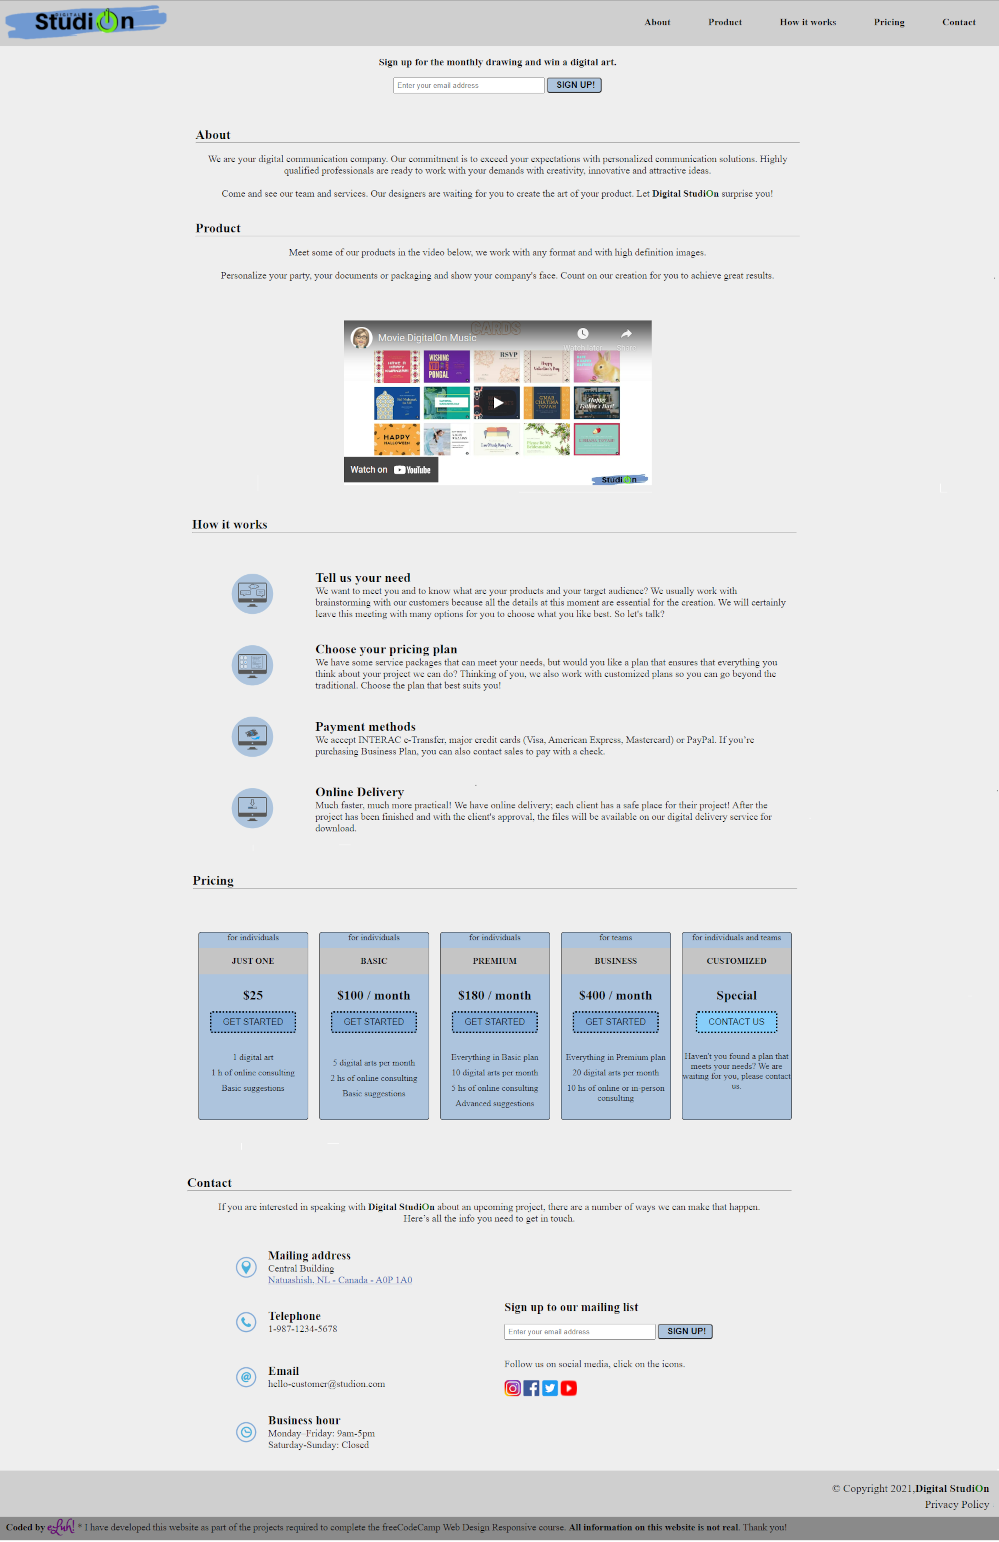 DIGITAL
StudiOn
About
Product
How it works
Pricing
Contact
Sign up for the monthly drawing and win a digital art.
Enter your email address
SIGN UP!
About
We are your digital communication company. Our commitment is to exceed your expectations with personalized communication solutions. Highly
qualified professionals are ready to work with your demands with creativity, innovative and attractive ideas.
Come and see our team and services. Our designers are waiting for you to create the art of your product. Let Digital StudiOn surprise you!
Product
Meet some of our products in the video below, we work with any format and with high definition images.
Personalize your party, your documents or packaging and show your company's face. Count on our creation for you to achieve great results.
CARDS
Movie DigitalOn Music
WISHING
PONGAL
RSVP
Happy
Valentine's Day
Happy
Father's Day!
HAPPY
HALLOWEEN
Watch on YouTube
StudiOn
How it works
Tell us your need
We want to meet you and to know what are your products and your target audience? We usually work with
brainstorming with our customers because all the details at this moment are essential for the creation. We will certainly
leave this meeting with many options for you to choose what you like best. So let's talk?
Choose your pricing plan
We have some service packages that can meet your needs, but would you like a plan that ensures that everything you
think about your project we can do? Thinking of you, we also work with customized plans so you can go beyond the
traditional. Choose the plan that best suits you!
Payment methods
We accept INTERAC e-Transfer, major credit cards (Visa, American Express, Mastercard) or PayPal. If you're
purchasing Business Plan, you can also contact sales to pay with a check.
Online Delivery
Much faster, much more practical! We have online delivery; each client has a safe place for their project! After the
project has been finished and with the client's approval, the files will be available on our digital delivery service for
download.
Pricing
for individuals
JUST ONE
$25
GET STARTED
1 digital art
1 h of online consulting
Basic suggestions
for individuals
BASIC
$100 / month
GET STARTED
5 digital arts per month
2 hs of online consulting
Basic suggestions
for individuals
PREMIUM
$180 / month
GET STARTED
Everything in Basic plan
10 digital arts per month
5 hs of online consulting
Advanced suggestions
for teams
BUSINESS
$400 / month
GET STARTED
Everything in Premium plan
20 digital arts per month
10 hs of online or in-person
consulting
for individuals and teams
CUSTOMIZED
Special
CONTACT US
Haven't you found a plan that
meets your needs? We are
waiting for you, please contact
us.
Contact
If you are interested in speaking with Digital StudiOn about an upcoming project, there are a number of ways we can make that happen.
Here's all the info you need to get in touch.
Mailing address
Central Building
Natuashish, NL - Canada - A0P 1A0
Telephone
1-987-1234-5678
Email
hello-customer@studion.com
Business hour
Monday–Friday: 9am-5pm
Saturday-Sunday: Closed
Sign up to our mailing list
Enter your email address
SIGN UP!
Follow us on social media, click on the icons.
© Copyright 2021,Digital StudiOn
Privacy Policy
Coded by eLuh! * I have developed this website as part of the projects required to complete the freeCodeCamp Web Design Responsive course. All information on this website is not real. Thank you!